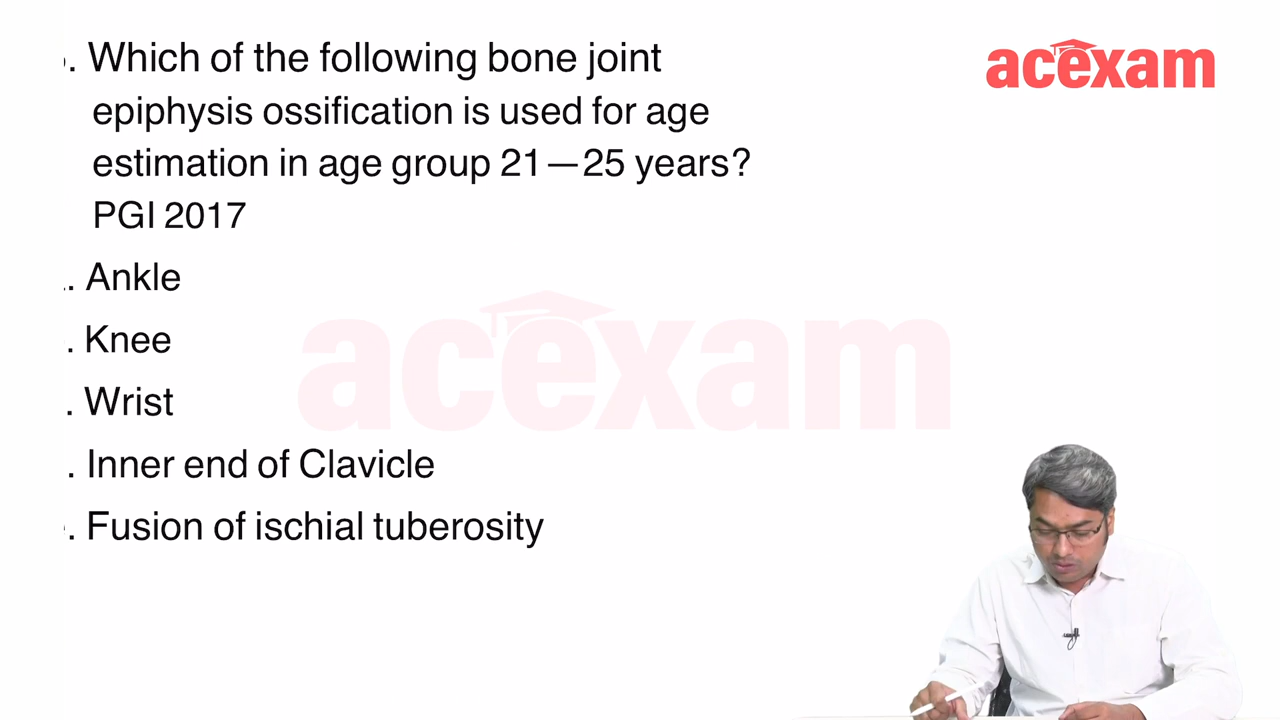 . Which of the following bone joint
epiphysis ossification is used for age
estimation in age group 21—25 years?
PGI 2017
. Ankle
. Knee
. Wrist
. Inner end of Clavicle
. Fusion of ischial tuberosity
acexam
acexam